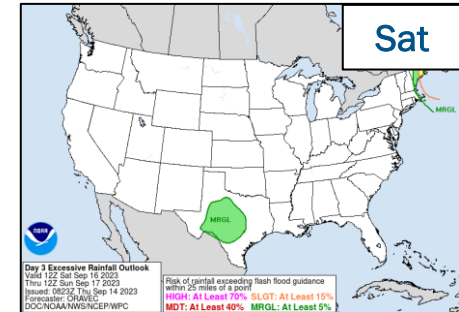 Sat
MRGL
MRGL
NOAA
Day 3 Excessive Rainfall Outlook
Valid 12Z Sat Sep 16 2023
Thru 12Z Sun Sep 17 2023
Issued: 0823Z Thu Sep 14 2023
Forecaster: ORAVEC
DOC/NOAA/NWS/NCEP/WPC
Risk of rainfall exceeding flash flood guidance
within 25 miles of a point
HIGH: At Least 70% SLGT: At Least 15%
MDT: At Least 40% MRGL: At Least 5%